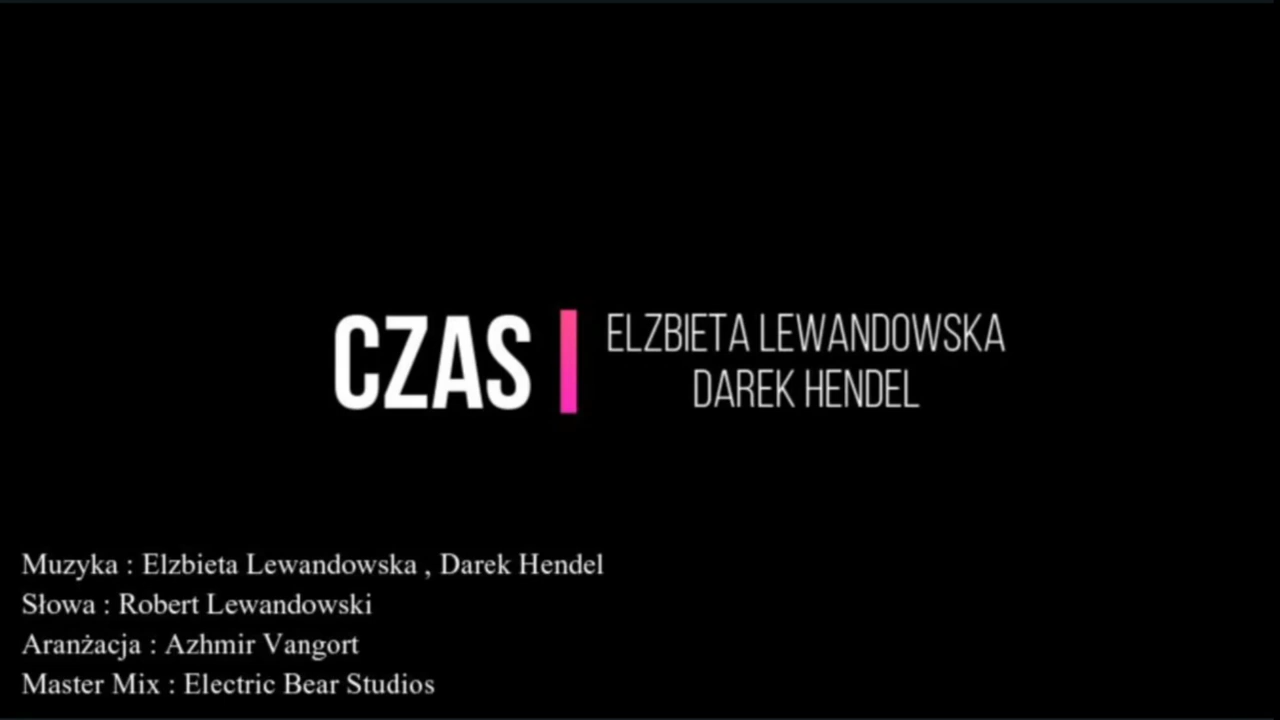 CZAS
ELZBIETA LEWANDOWSKA
DAREK HENDEL
Muzyka : Elzbieta Lewandowska , Darek Hendel
Słowa : Robert Lewandowski
Aranżacja : Azhmir Vangort
Master Mix : Electric Bear Studios